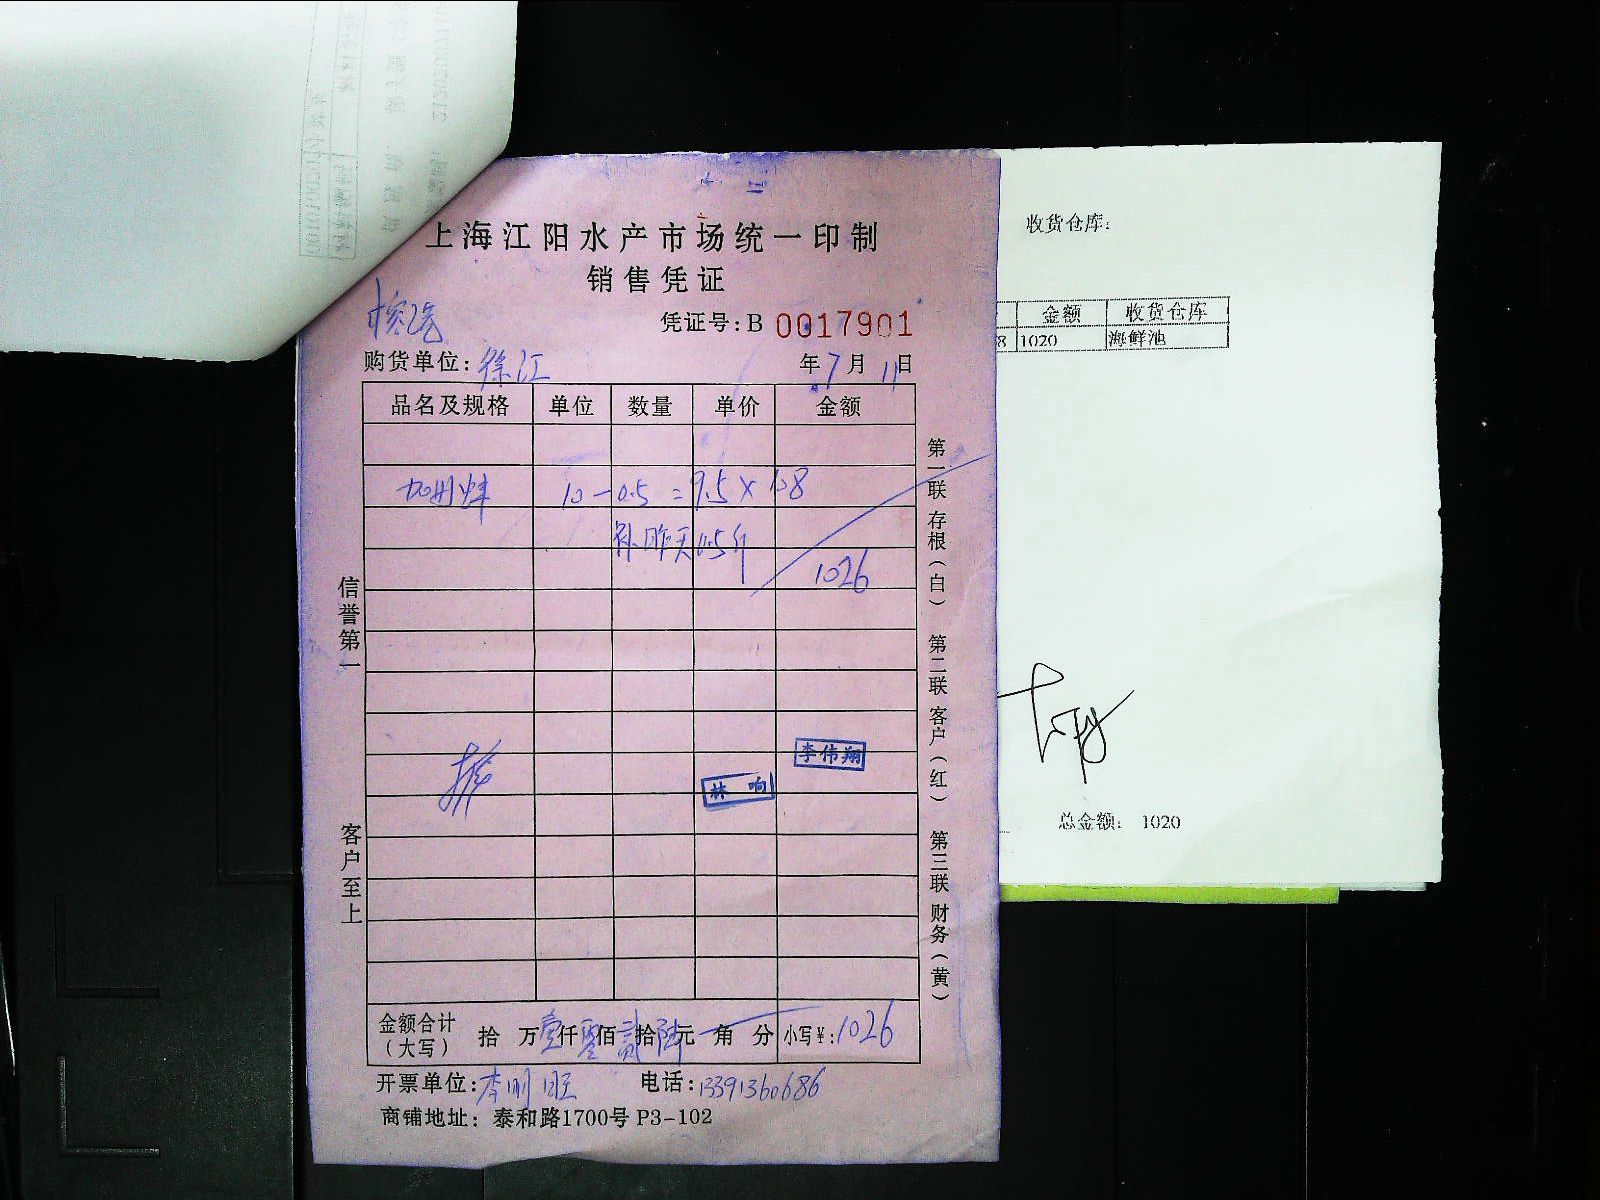 上海江阳水产市场统一印制
销售凭证
凭证号:B 0017901
购货单位:徐江
年7月11日
品名及规格 单位 数量 单价 金额
加州蚌 10-0.5=9.5×108
补昨天0.5斤
1026
信誉第一
客户至上
第一联 存根(白) 第二联 客户(红) 第三联 财务(黄)
李伟翔
林响
金额合计(大写) 拾 万壹仟零佰贰拾陆元 角 分 小写¥:1026
开票单位:李刚旺 电话:13391360686
商铺地址: 泰和路1700号 P3-102
收货仓库:
金额 收货仓库
8 1020 海鲜池
总金额: 1020